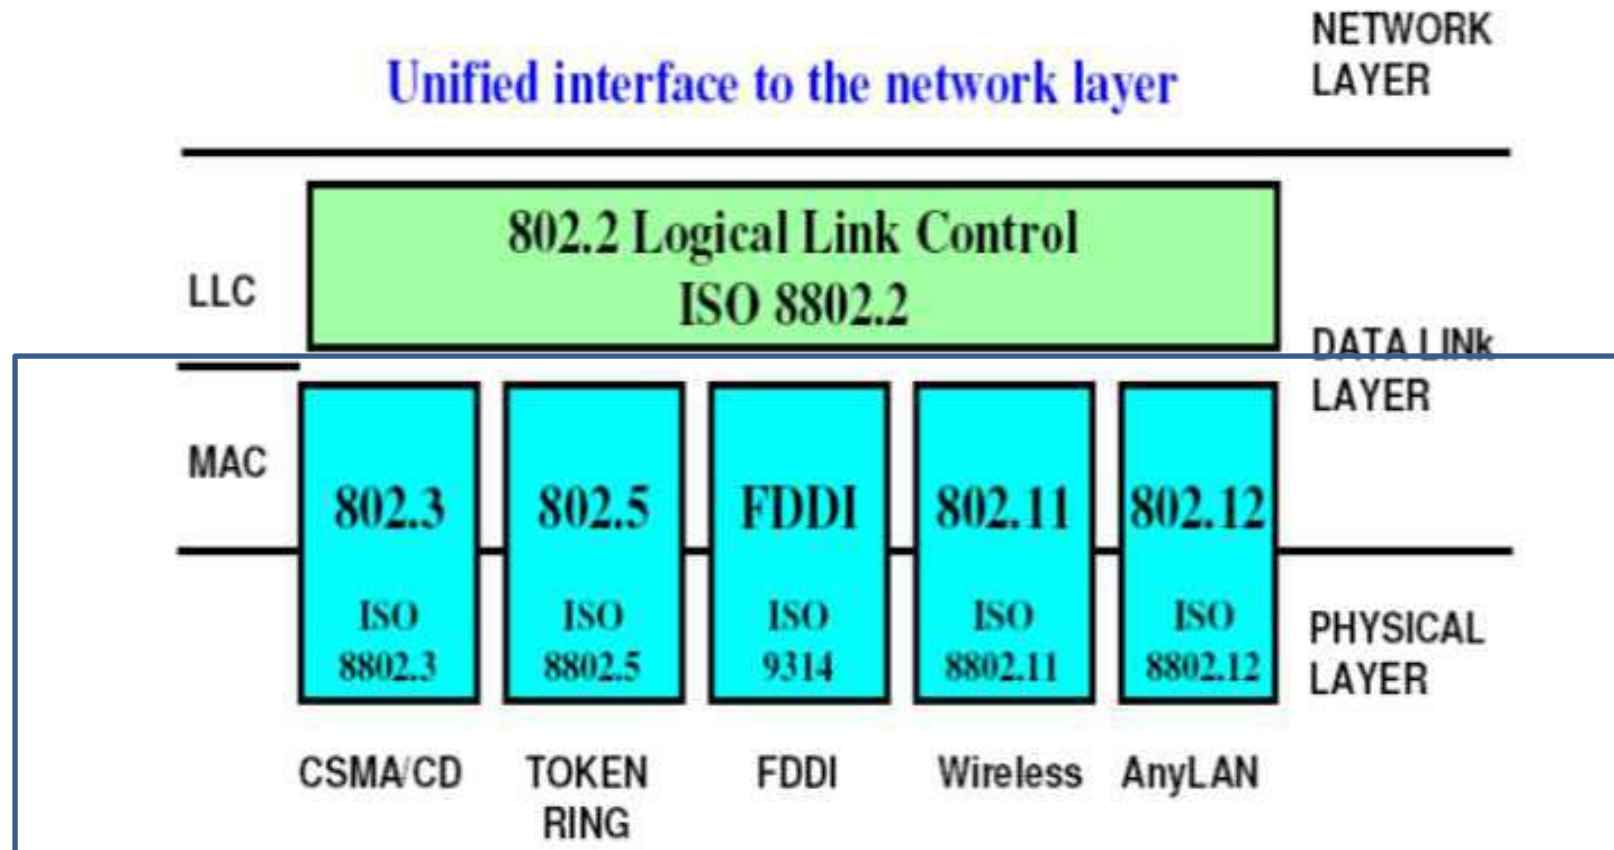 NETWORK
LAYER
Unified interface to the network layer
802.2 Logical Link Control
ISO 8802.2
LLC
DATA LINk
LAYER
MAC
802.3
802.5
FDDI
802.11
802.12
ISO
8802.3
ISO
8802.5
ISO
9314
ISO
8802.11
ISO
8802.12
PHYSICAL
LAYER
CSMA/CD
TOKEN
RING
FDDI
Wireless
AnyLAN